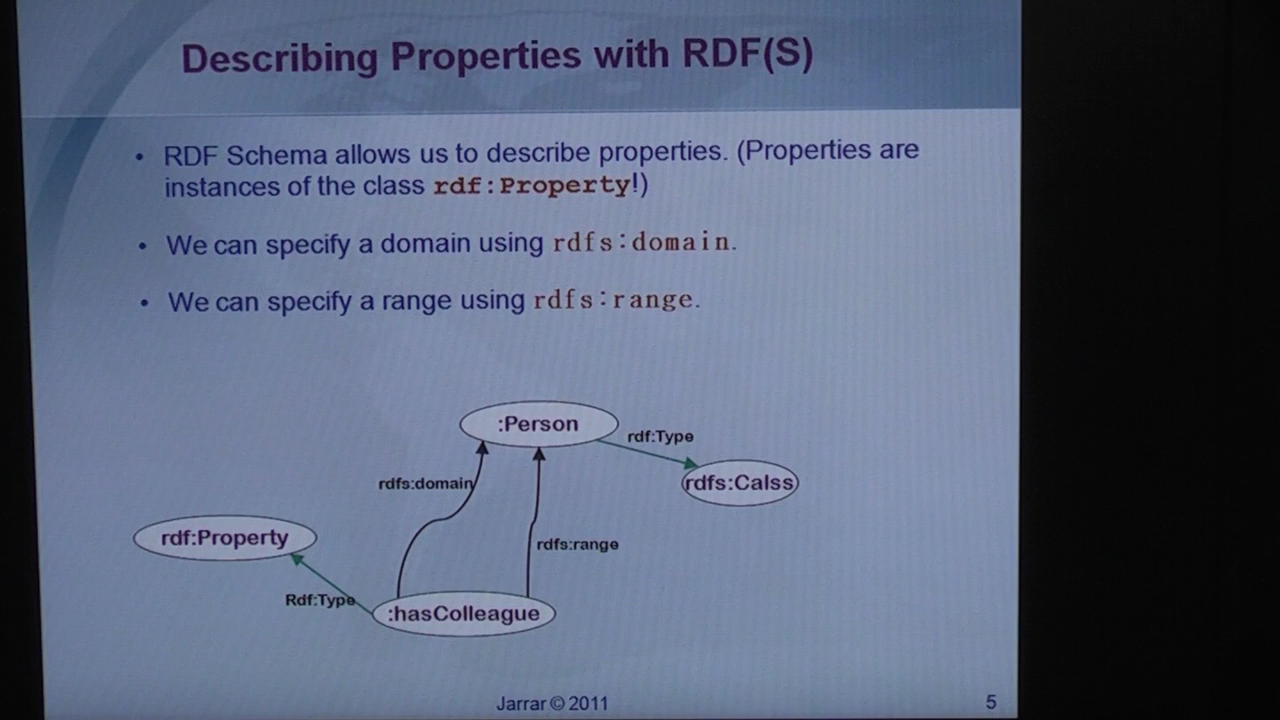 Describing Properties with RDF(S)
• RDF Schema allows us to describe properties. (Properties are
instances of the class rdf:Property!)
• We can specify a domain using rdfs:domain.
• We can specify a range using rdfs:range.
:Person
rdf:Type
rdfs:domain
rdfs:Calss
rdf:Property
rdfs:range
Rdf:Type
:hasColleague
Jarrar © 2011
5